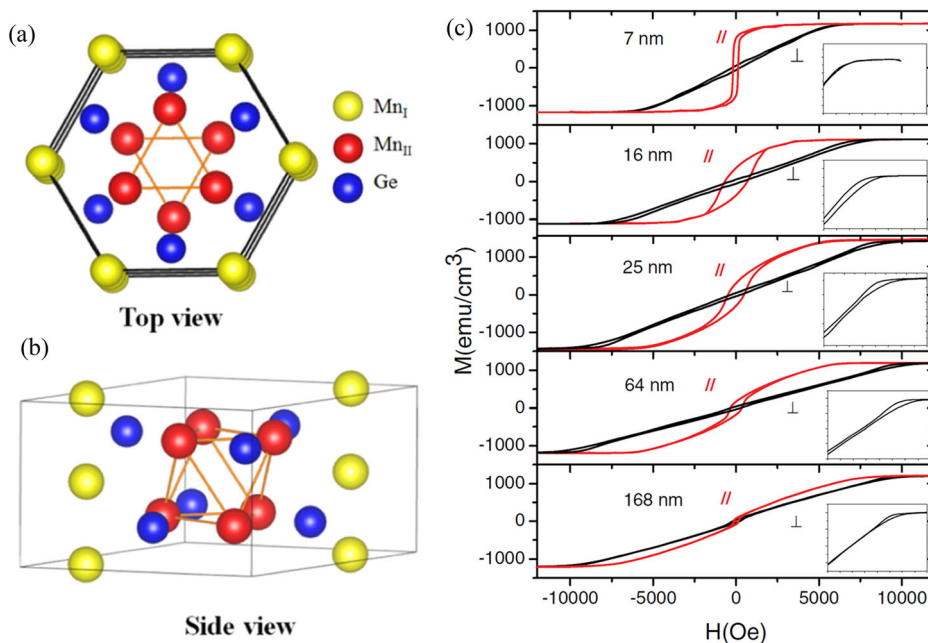 (a)
Mn_I
Mn_II
Ge
Top view
(b)
Side view
(c)
M(emu/cm³)
1000
0
-1000
7 nm
//
⊥
1000
0
-1000
16 nm
//
⊥
1000
0
-1000
25 nm
//
⊥
1000
0
-1000
64 nm
//
⊥
1000
0
-1000
168 nm
//
⊥
-10000 -5000 0 5000 10000
H(Oe)